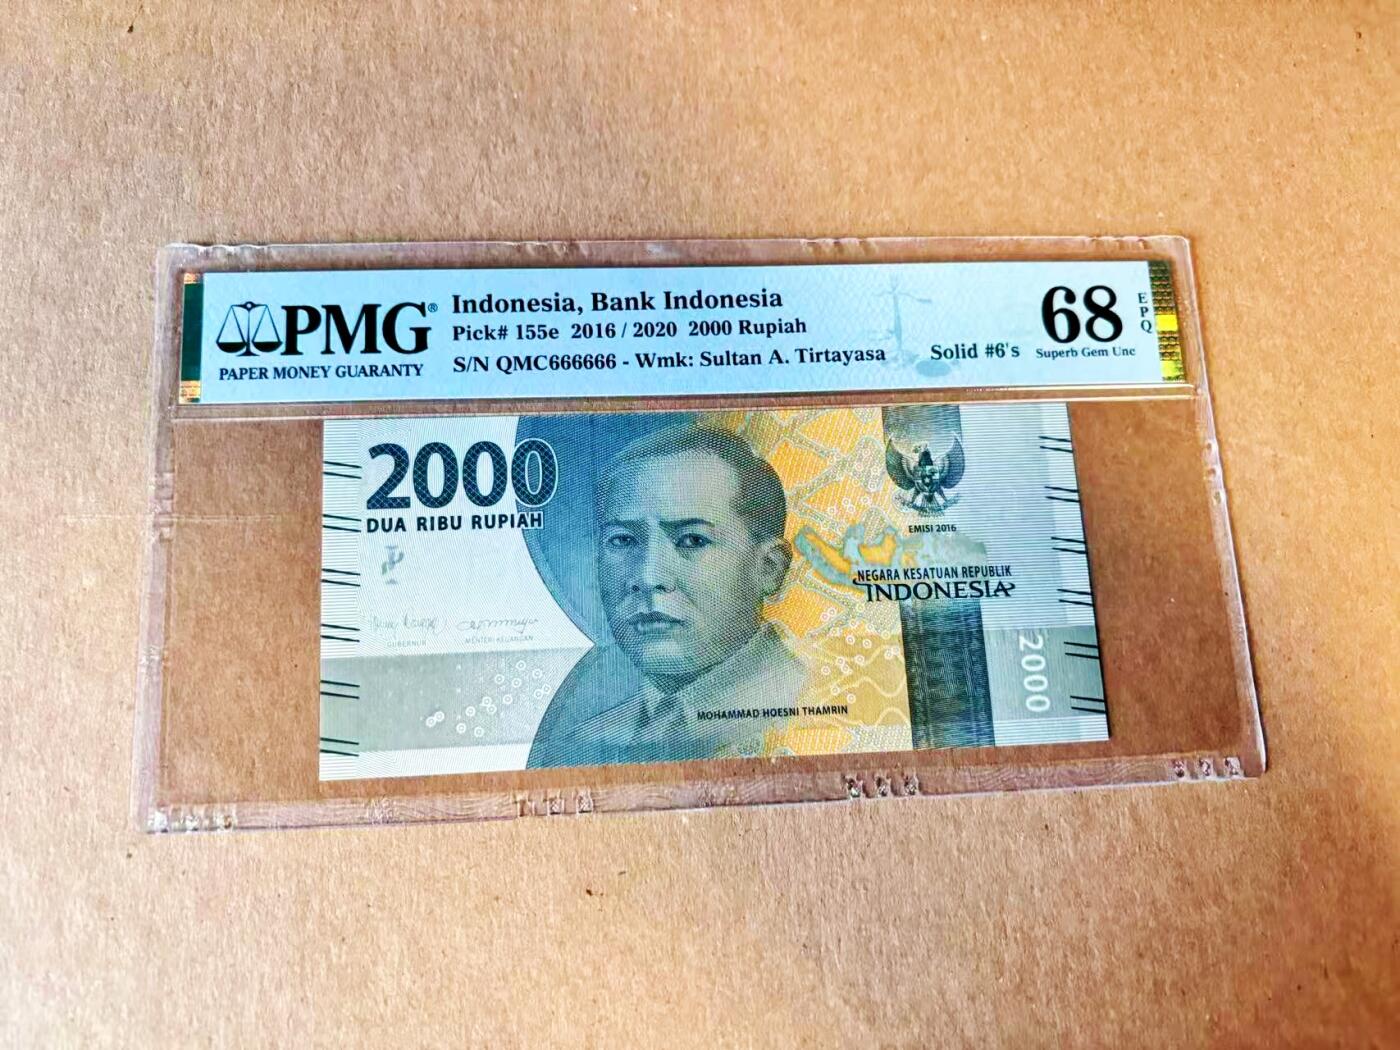 PMG®
PAPER MONEY GUARANTY
Indonesia, Bank Indonesia
Pick# 155e 2016 / 2020 2000 Rupiah
S/N QMC666666 - Wmk: Sultan A. Tirtayasa
Solid #6's
68
EPQ
Superb Gem Unc
2000
DUA RIBU RUPIAH
EMISI 2016
NEGARA KESATUAN REPUBLIK
INDONESIA
GUBERNUR
MENTERI KEUANGAN
2000
MOHAMMAD HOESNI THAMRIN